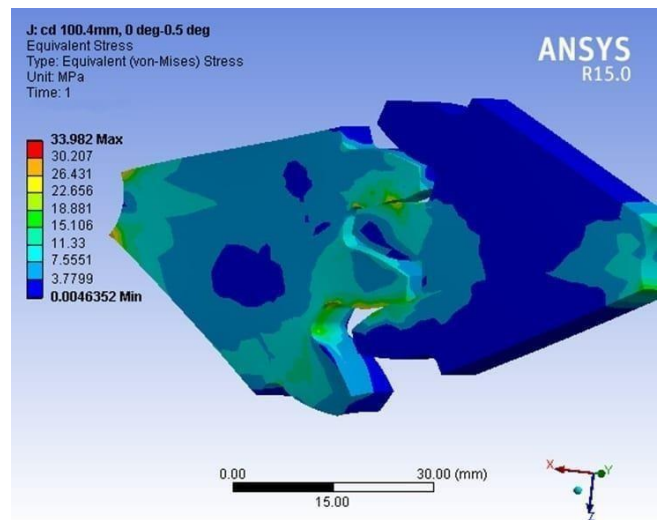 J: cd 100.4mm, 0 deg-0.5 deg
Equivalent Stress
Type: Equivalent (von-Mises) Stress
Unit: MPa
Time: 1
ANSYS
R15.0
33.982 Max
30.207
26.431
22.656
18.881
15.106
11.33
7.5551
3.7799
0.0046352 Min
0.00
30.00 (mm)
15.00
X
Y
Z